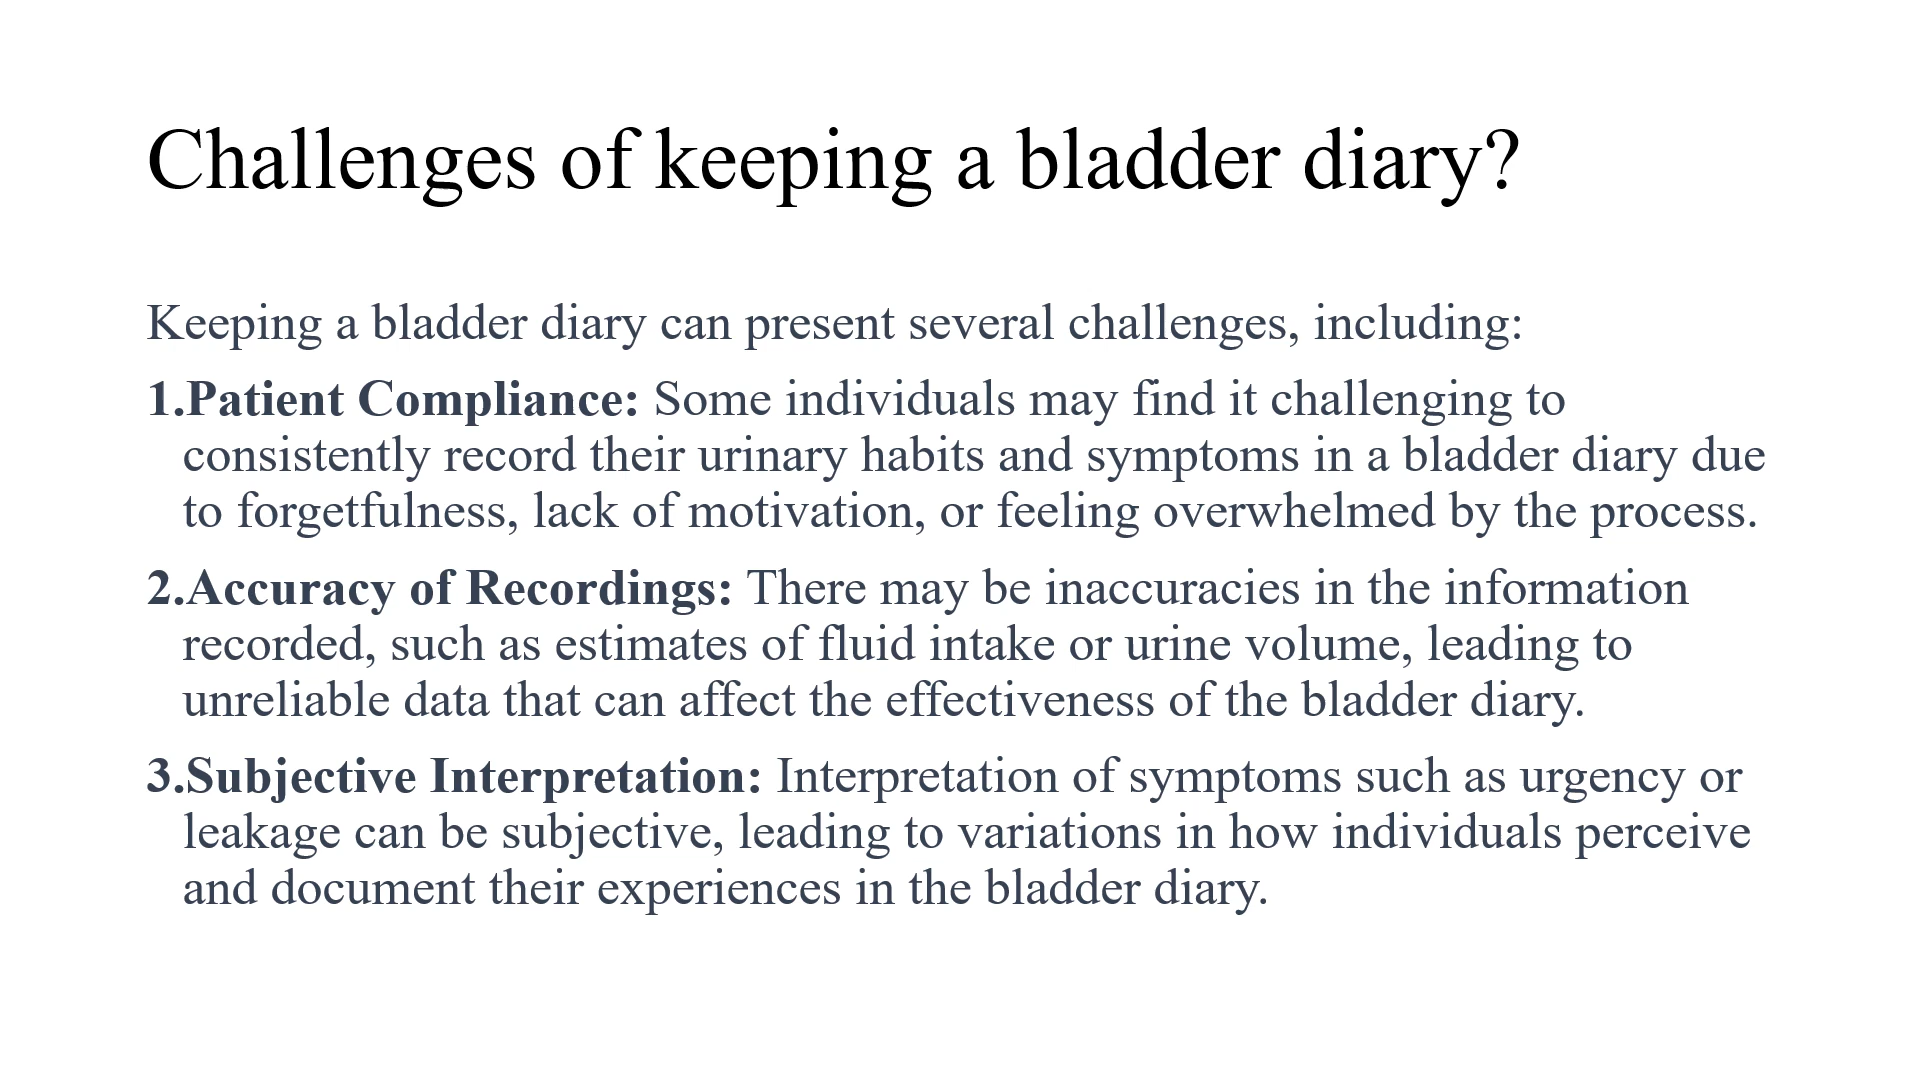 Challenges of keeping a bladder diary?
Keeping a bladder diary can present several challenges, including:
1.Patient Compliance: Some individuals may find it challenging to
consistently record their urinary habits and symptoms in a bladder diary due
to forgetfulness, lack of motivation, or feeling overwhelmed by the process.
2.Accuracy of Recordings: There may be inaccuracies in the information
recorded, such as estimates of fluid intake or urine volume, leading to
unreliable data that can affect the effectiveness of the bladder diary.
3.Subjective Interpretation: Interpretation of symptoms such as urgency or
leakage can be subjective, leading to variations in how individuals perceive
and document their experiences in the bladder diary.